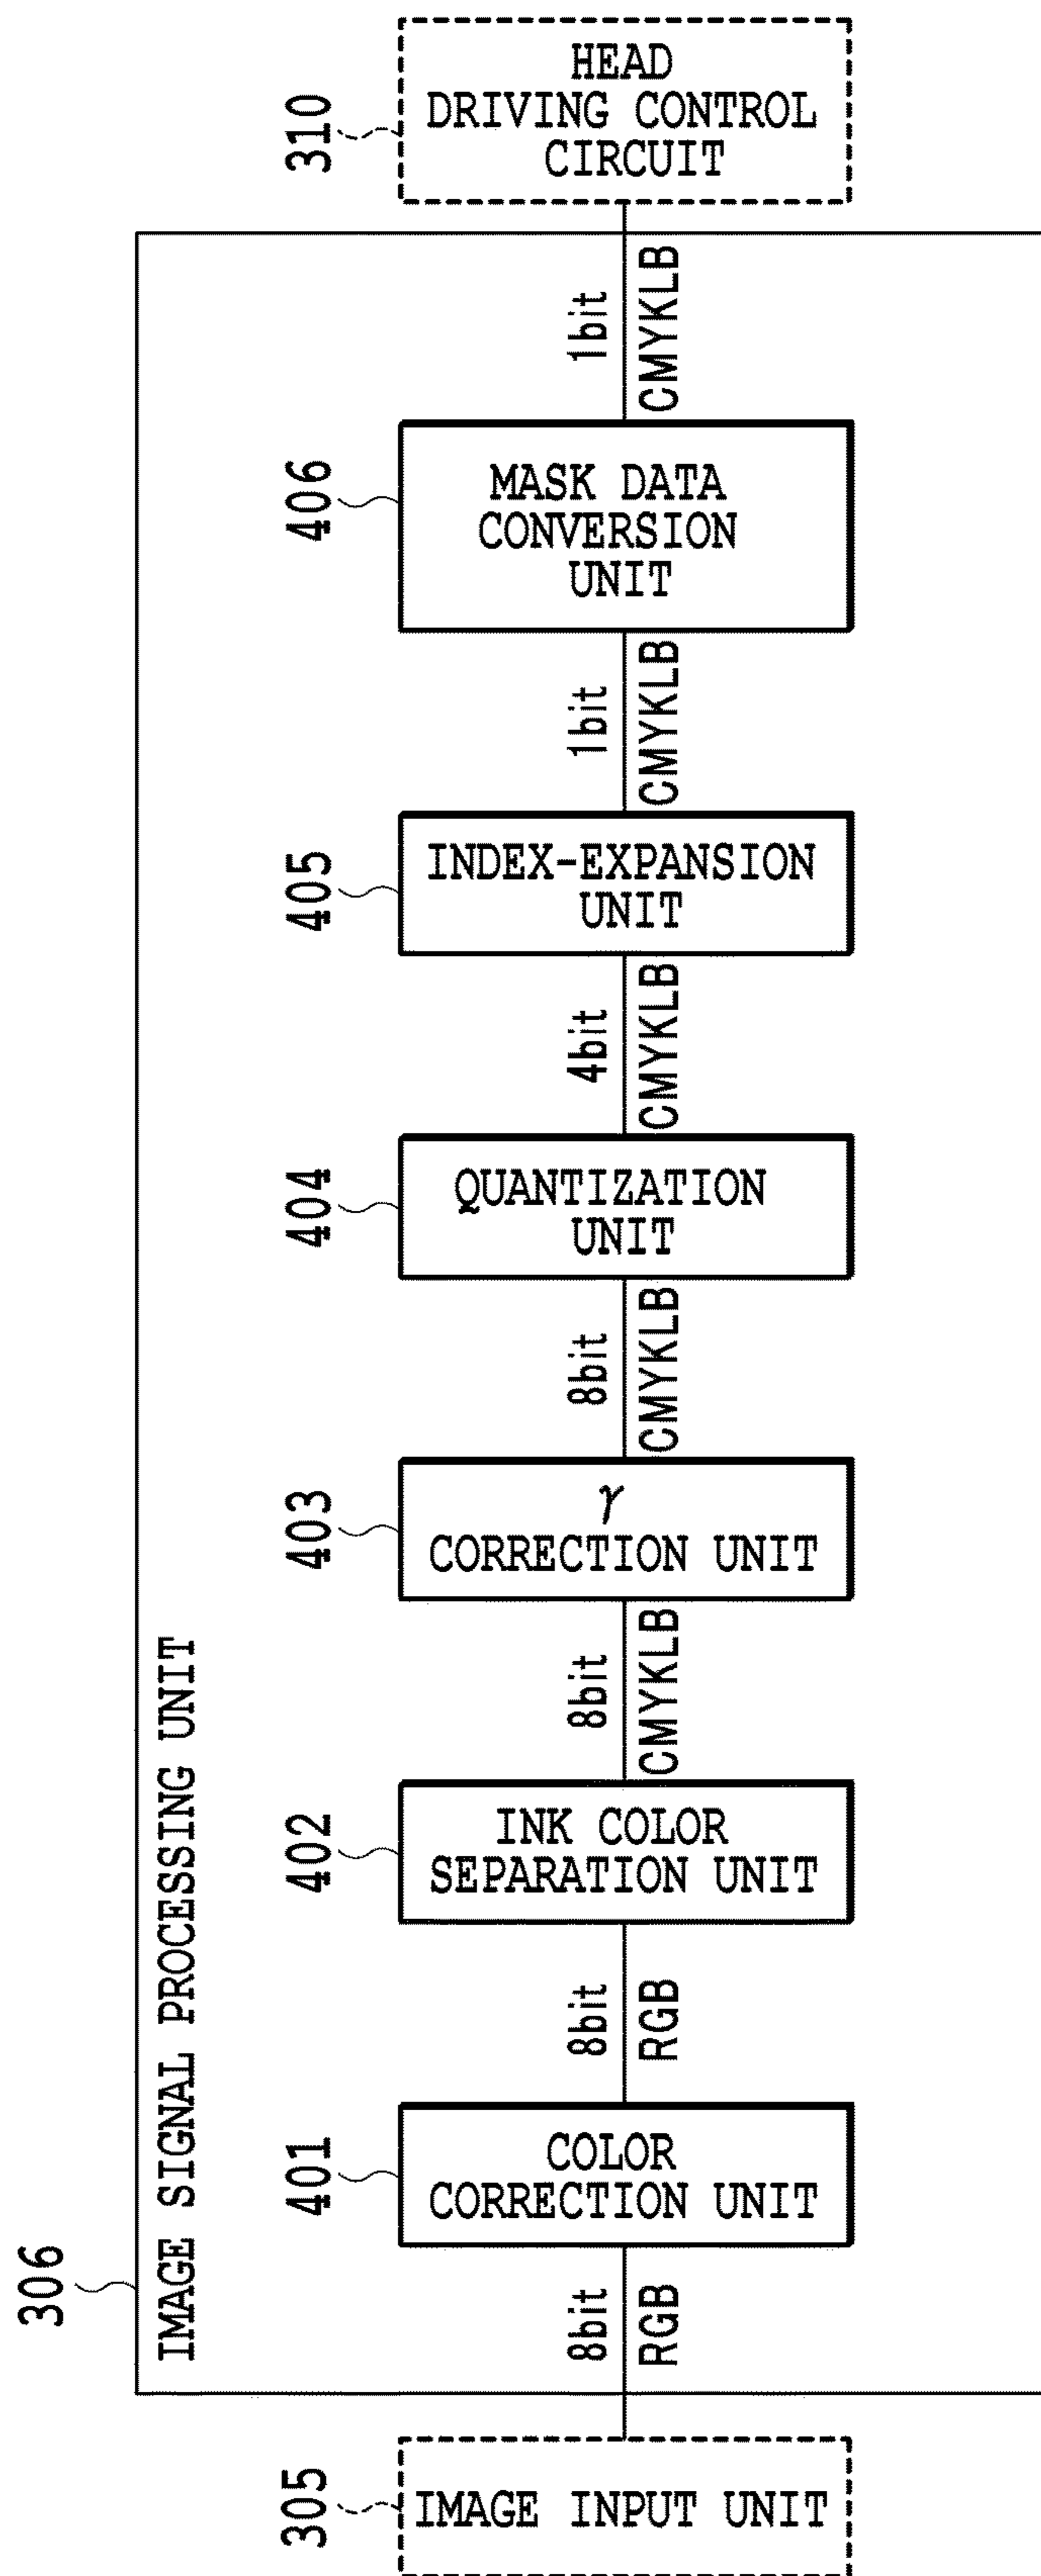 310
HEAD
DRIVING CONTROL
CIRCUIT
1bit
CMYKLB
406
MASK DATA
CONVERSION
UNIT
1bit
CMYKLB
405
INDEX-EXPANSION
UNIT
4bit
CMYKLB
404
QUANTIZATION
UNIT
8bit
CMYKLB
403
γ
CORRECTION UNIT
8bit
CMYKLB
402
INK COLOR
SEPARATION UNIT
8bit
RGB
401
COLOR
CORRECTION UNIT
8bit
RGB
306
IMAGE SIGNAL PROCESSING UNIT
305
IMAGE INPUT UNIT